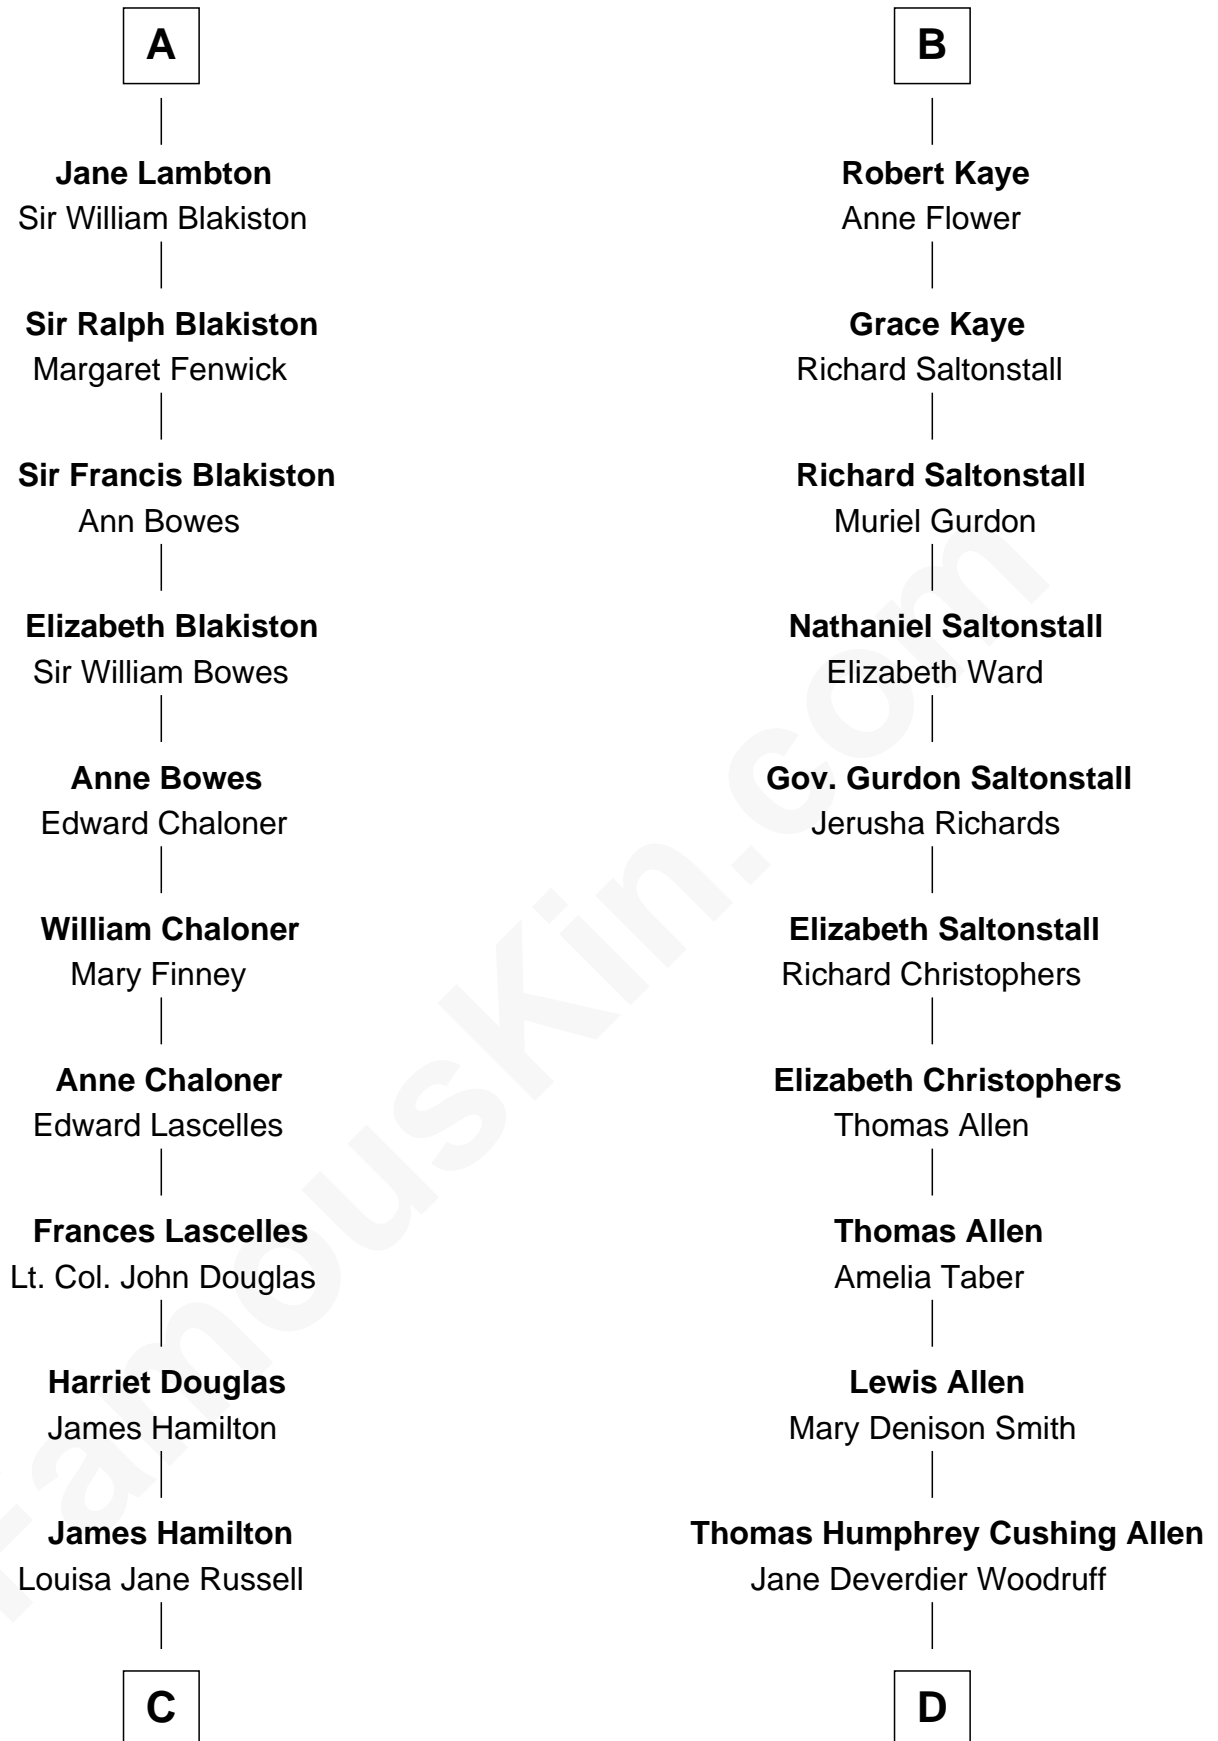 A
Jane Lambton
Sir William Blakiston
Sir Ralph Blakiston
Margaret Fenwick
Sir Francis Blakiston
Ann Bowes
Elizabeth Blakiston
Sir William Bowes
Anne Bowes
Edward Chaloner
William Chaloner
Mary Finney
Anne Chaloner
Edward Lascelles
Frances Lascelles
Lt. Col. John Douglas
Harriet Douglas
James Hamilton
James Hamilton
Louisa Jane Russell
C
B
Robert Kaye
Anne Flower
Grace Kaye
Richard Saltonstall
Richard Saltonstall
Muriel Gurdon
Nathaniel Saltonstall
Elizabeth Ward
Gov. Gurdon Saltonstall
Jerusha Richards
Elizabeth Saltonstall
Richard Christophers
Elizabeth Christophers
Thomas Allen
Thomas Allen
Amelia Taber
Lewis Allen
Mary Denison Smith
Thomas Humphrey Cushing Allen
Jane Deverdier Woodruff
D
FamousKin.com